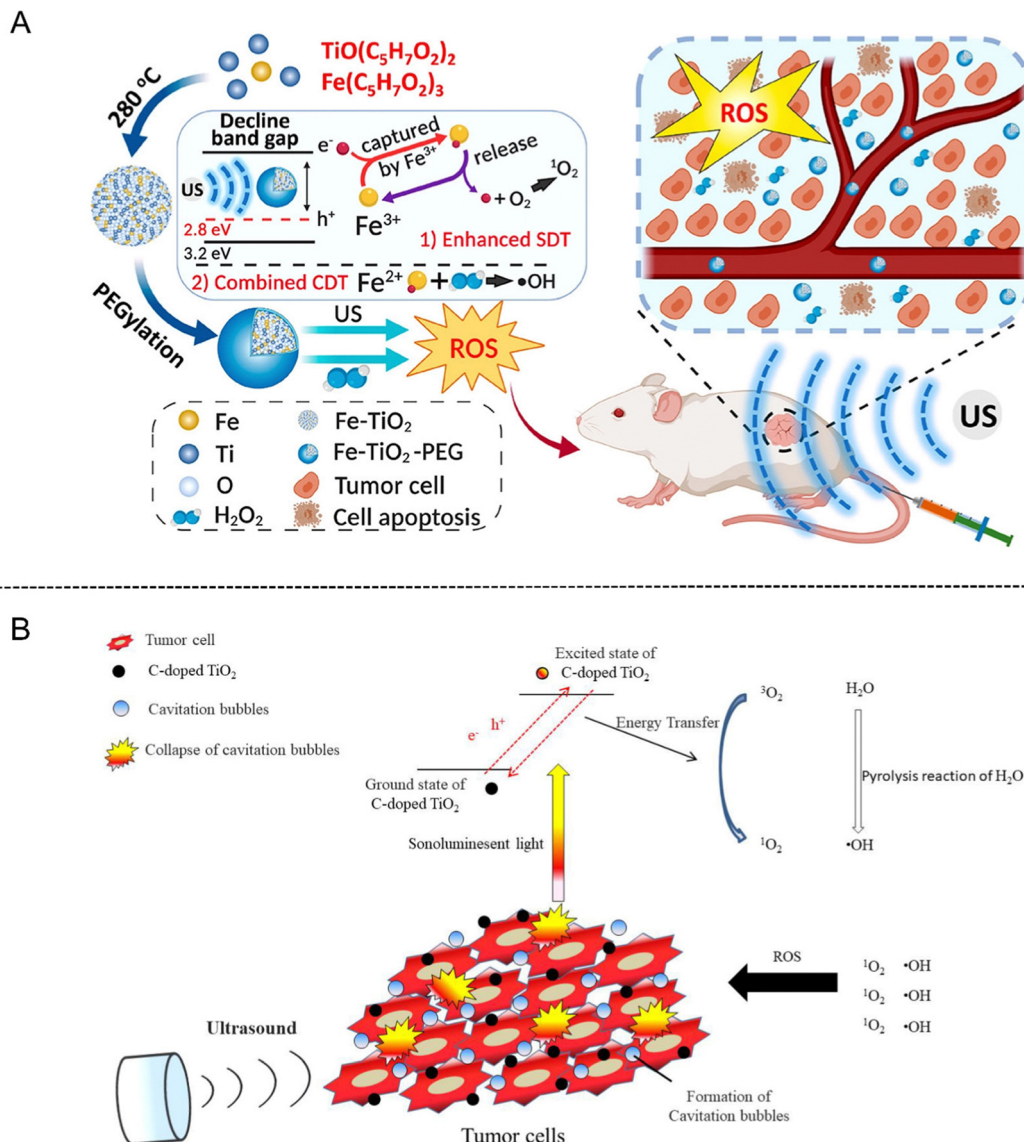 A
TiO(C₅H₇O₂)₂
Fe(C₅H₇O₂)₃
280 °C
Decline
band gap
US
2.8 eV
3.2 eV
h⁺
e⁻
captured
by Fe³⁺
release
Fe³⁺
+ O₂
¹O₂
1) Enhanced SDT
2) Combined CDT
Fe²⁺
+
•OH
PEGylation
US
ROS
Fe
Ti
O
H₂O₂
Fe-TiO₂
Fe-TiO₂-PEG
Tumor cell
Cell apoptosis
ROS
US
B
Tumor cell
C-doped TiO₂
Cavitation bubbles
Collapse of cavitation bubbles
Excited state of
C-doped TiO₂
e⁻
h⁺
Ground state of
C-doped TiO₂
Energy Transfer
³O₂
¹O₂
H₂O
Pyrolysis reaction of H₂O
•OH
Sonoluminesent light
ROS
¹O₂ •OH
¹O₂ •OH
¹O₂ •OH
Ultrasound
Formation of
Cavitation bubbles
Tumor cells